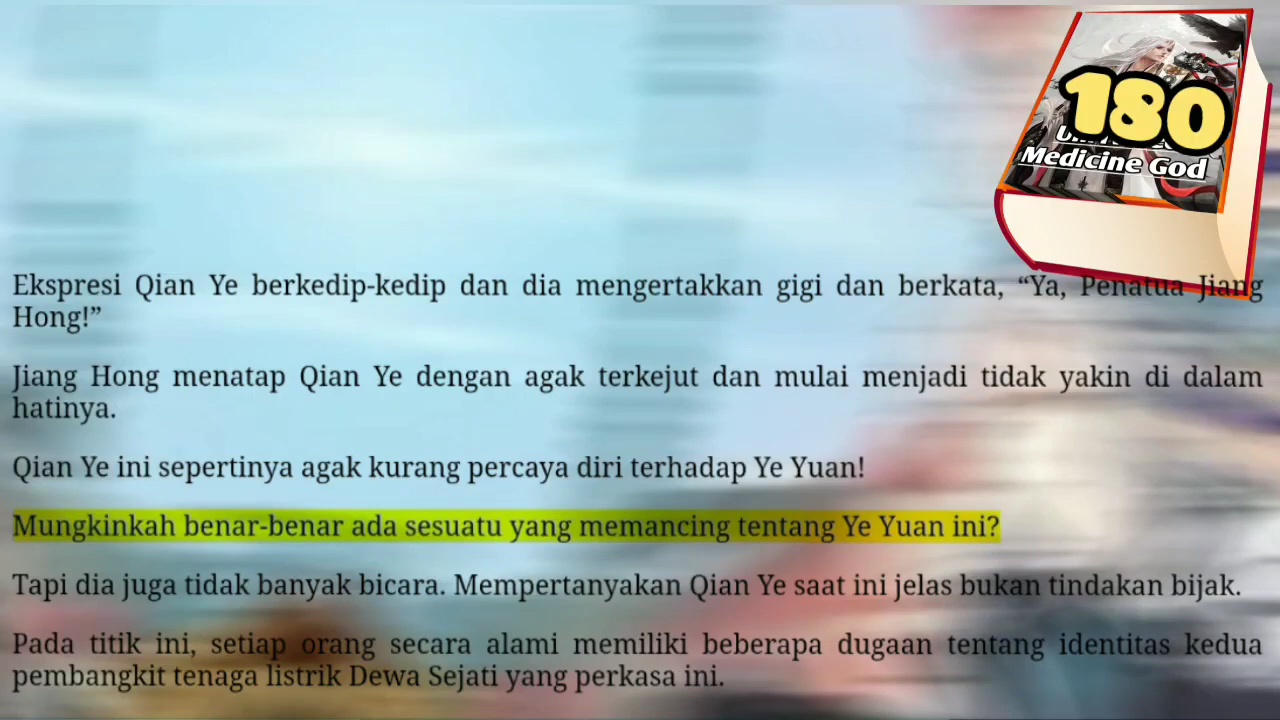 180
Medicine God
Ekspresi Qian Ye berkedip-kedip dan dia mengertakkan gigi dan berkata, “Ya, Penatua Jiang
Hong!”
Jiang Hong menatap Qian Ye dengan agak terkejut dan mulai menjadi tidak yakin di dalam
hatinya.
Qian Ye ini sepertinya agak kurang percaya diri terhadap Ye Yuan!
Mungkinkah benar-benar ada sesuatu yang memancing tentang Ye Yuan ini?
Tapi dia juga tidak banyak bicara. Mempertanyakan Qian Ye saat ini jelas bukan tindakan bijak.
Pada titik ini, setiap orang secara alami memiliki beberapa dugaan tentang identitas kedua
pembangkit tenaga listrik Dewa Sejati yang perkasa ini.